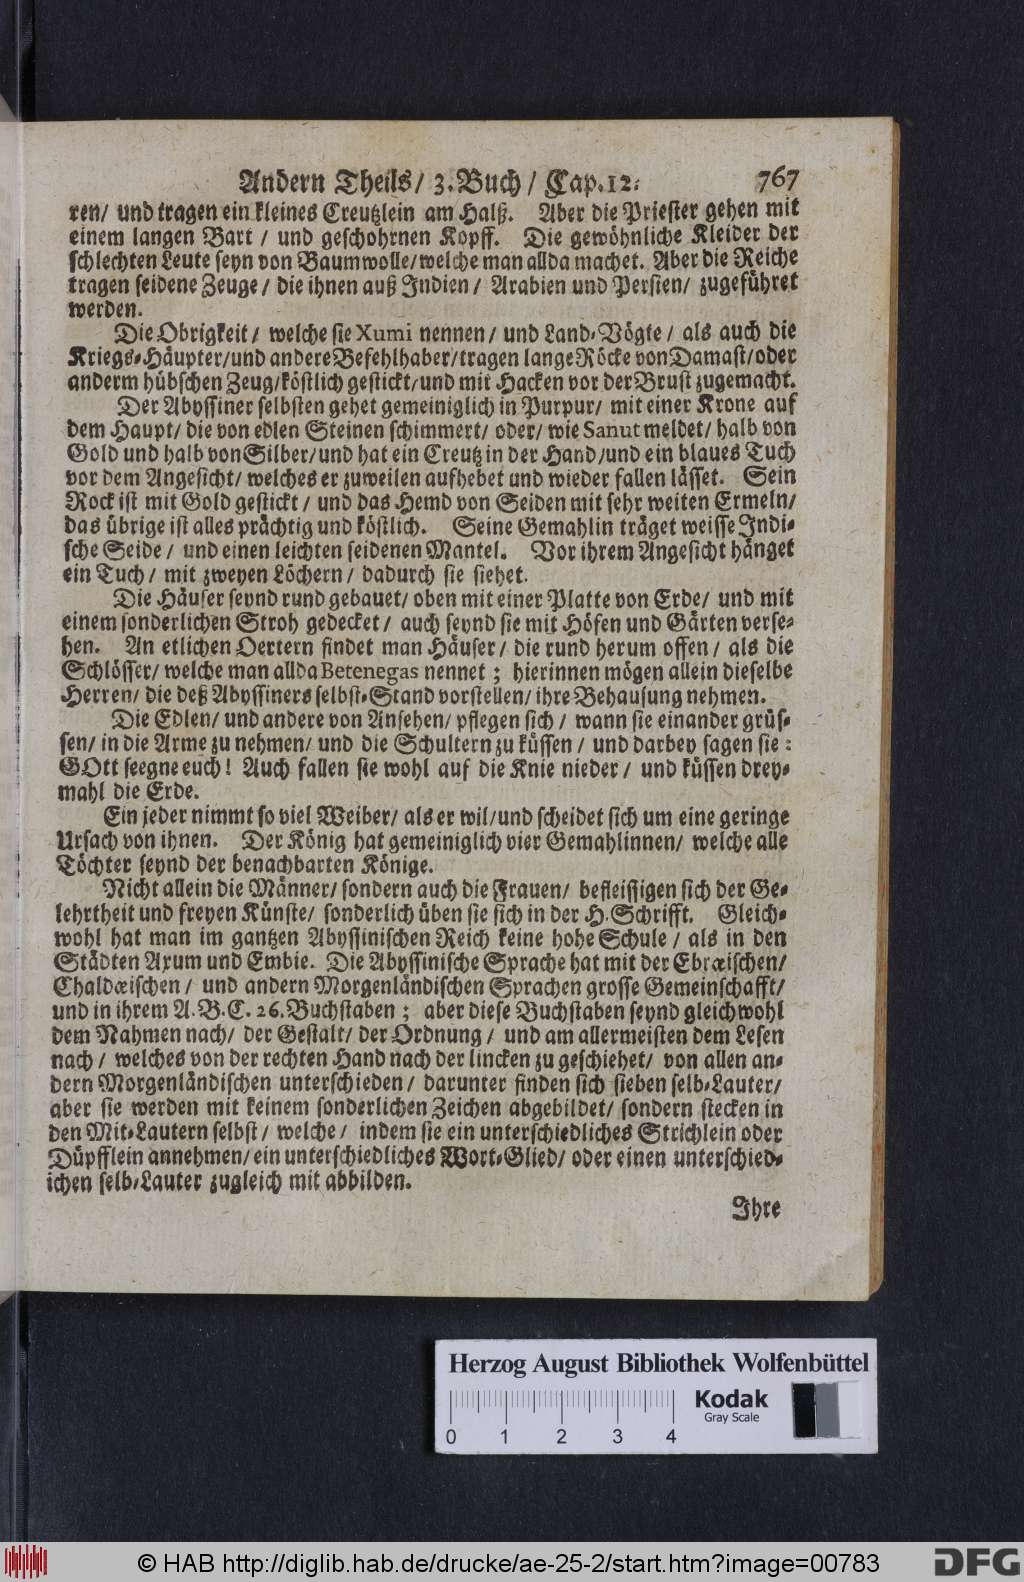 Andern Theils / 3. Buch / Cap. 12. 767
ren / und tragen ein kleines Creutzlein am Halß. Aber die Priester gehen mit
einem langen Bart / und geschohrnen Kopff. Die gewöhnliche Kleider der
schlechten Leute seyn von Baumwolle / welche man allda machet. Aber die Reiche
tragen seidene Zeuge / die ihnen auß Indien / Arabien und Persien / zugeführet
werden.
Die Obrigkeit / welche sie Xumi nennen / und Land-Vögte / als auch die
Kriegs-Häupter / und andere Befehlhaber / tragen lange Röcke von Damast / oder
anderm hübschen Zeug / köstlich gestickt / und mit Hacken vor der Brust zugemacht.
Der Abyssiner selbsten gehet gemeiniglich in Purpur / mit einer Krone auf
dem Haupt / die von edlen Steinen schimmert / oder / wie Sanut meldet / halb von
Gold und halb von Silber / und hat ein Creutz in der Hand / und ein blaues Tuch
vor dem Angesicht / welches er zuweilen aufhebet und wieder fallen lässet. Sein
Rock ist mit Gold gestickt / und das Hemd von Seiden mit sehr weiten Ermeln /
das übrige ist alles prächtig und köstlich. Seine Gemahlin träget weisse Indi-
sche Seide / und einen leichten seidenen Mantel. Vor ihrem Angesicht hänget
ein Tuch / mit zweyen Löchern / dadurch sie siehet.
Die Häuser seynd rund gebauet / oben mit einer Platte von Erde / und mit
einem sonderlichen Stroh gedecket / auch seynd sie mit Höfen und Gärten verse-
hen. An etlichen Oertern findet man Häuser / die rund herum offen / als die
Schlösser / welche man allda Betenegas nennet ; hierinnen mögen allein dieselbe
Herren / die deß Abyssiners selbst-Stand vorstellen / ihre Behausung nehmen.
Die Edlen / und andere von Ansehen / pflegen sich / wann sie einander grüs-
sen / in die Arme zu nehmen / und die Schultern zu küssen / und darbey sagen sie :
GOtt seegne euch ! Auch fallen sie wohl auf die Knie nieder / und küssen drey-
mahl die Erde.
Ein jeder nimmt so viel Weiber / als er wil / und scheidet sich um eine geringe
Ursach von ihnen. Der König hat gemeiniglich vier Gemahlinnen / welche alle
Töchter seynd der benachbarten Könige.
Nicht allein die Männer / sondern auch die Frauen / befleissigen sich der Ge-
lehrtheit und freyen Künste / sonderlich üben sie sich in der H. Schrifft. Gleich-
wohl hat man im gantzen Abyssinischen Reich keine hohe Schule / als in den
Städten Axum und Embie. Die Abyssinische Sprache hat mit der Ebræischen /
Chaldæischen / und andern Morgenländischen Sprachen grosse Gemeinschafft /
und in ihrem A. B. C. 26. Buchstaben ; aber diese Buchstaben seynd gleichwohl
dem Nahmen nach / der Gestalt / der Ordnung / und am allermeisten dem Lesen
nach / welches von der rechten Hand nach der lincken zu geschiehet / von allen an-
dern Morgenländischen unterschieden / darunter finden sich sieben selb-Lauter /
aber sie werden mit keinem sonderlichen Zeichen abgebildet / sondern stecken in
den Mit-Lautern selbst / welche / indem sie ein unterschiedliches Strichlein oder
Düpfflein annehmen / ein unterschiedliches Wort-Glied / oder einen unterschied-
ichen selb-Lauter zugleich mit abbilden.
Ihre
Herzog August Bibliothek Wolfenbüttel
Kodak
Gray Scale
0 1 2 3 4
© HAB http://diglib.hab.de/drucke/ae-25-2/start.htm?image=00783
DFG